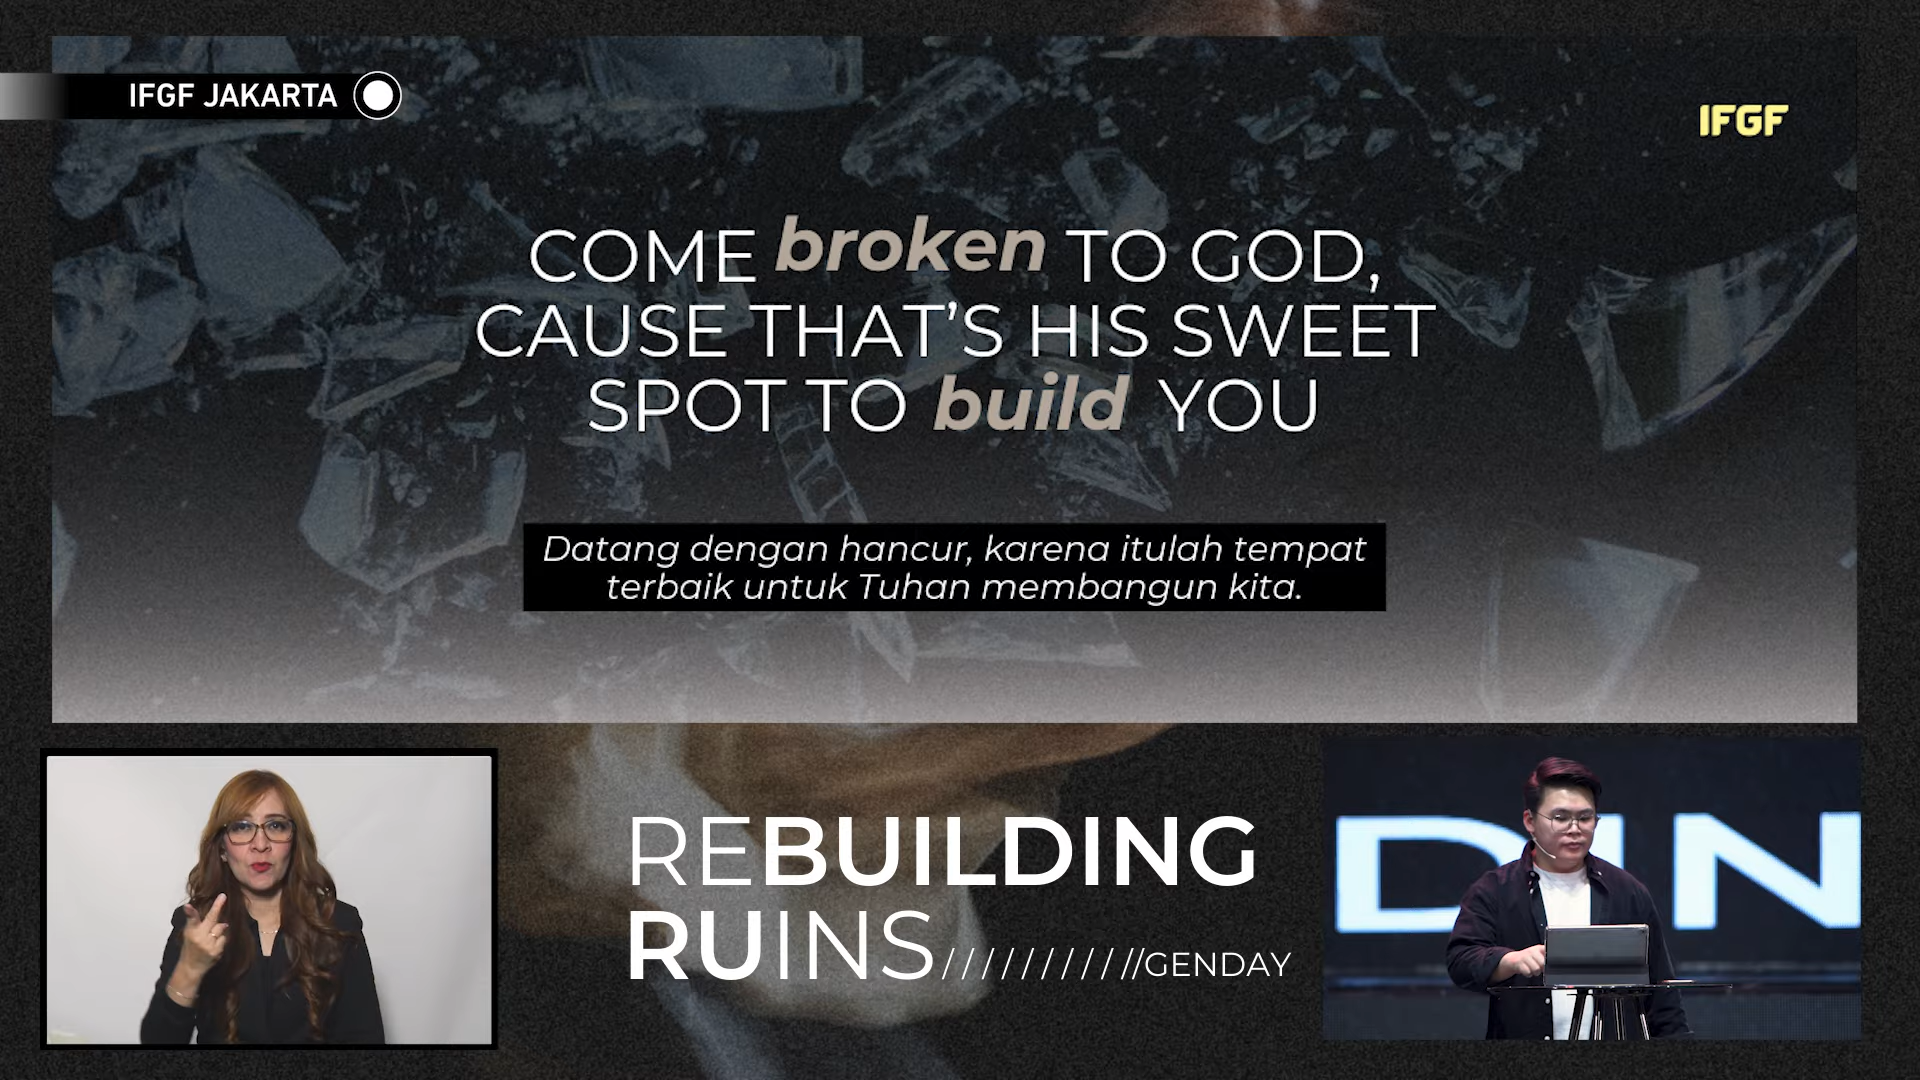 IFGF JAKARTA
IFGF
COME broken TO GOD,
CAUSE THAT'S HIS SWEET
SPOT TO build YOU
Datang dengan hancur, karena itulah tempat
terbaik untuk Tuhan membangun kita.
REBUILDING
RUINS////////////GENDAY
DIN